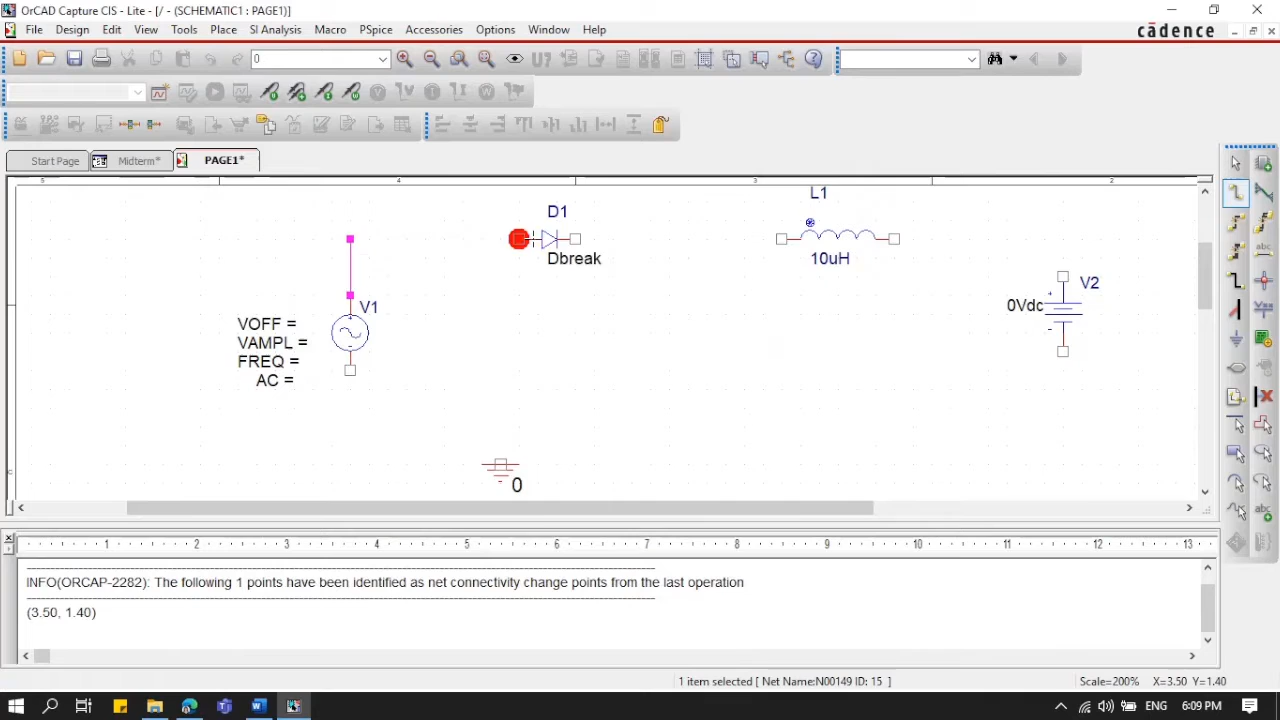 OrCAD Capture CIS - Lite - [/ - (SCHEMATIC1 : PAGE1)]
File Design Edit View Tools Place SI Analysis Macro PSpice Accessories Options Window Help
cādence
0
U?
Start Page Midterm* PAGE1*
5 4 3 2
L1
D1
Dbreak
10uH
V2
0Vdc
+
-
V1
VOFF =
VAMPL =
FREQ =
AC =
0
C
1 2 3 4 5 6 7 8 9 10 11 12 13
INFO(ORCAP-2282): The following 1 points have been identified as net connectivity change points from the last operation
(3.50, 1.40)
1 item selected [ Net Name:N00149 ID: 15 ]
Scale=200% X=3.50 Y=1.40
ENG 6:09 PM